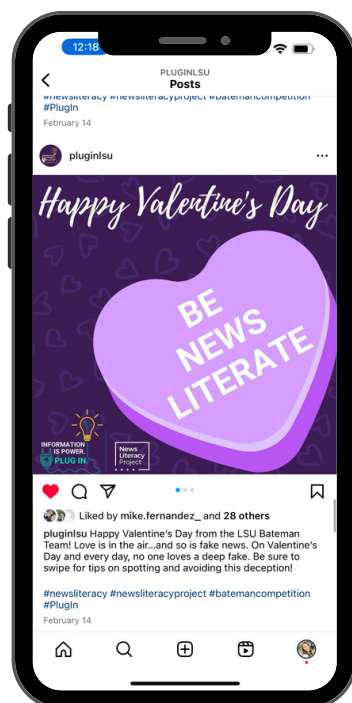 12:18
PLUGINLSU
Posts
#newsliteracy #newsliteracyproject #batemancompetition
#PlugIn
February 14
pluginlsu
Happy Valentine's Day
BE
NEWS
LITERATE
INFORMATION
IS POWER.
PLUG IN.
News
Literacy
Project
Liked by mike.fernandez_ and 28 others
pluginlsu Happy Valentine's Day from the LSU Bateman
Team! Love is in the air...and so is fake news. On Valentine's
Day and every day, no one loves a deep fake. Be sure to
swipe for tips on spotting and avoiding this deception!
#newsliteracy #newsliteracyproject #batemancompetition
#PlugIn
February 14